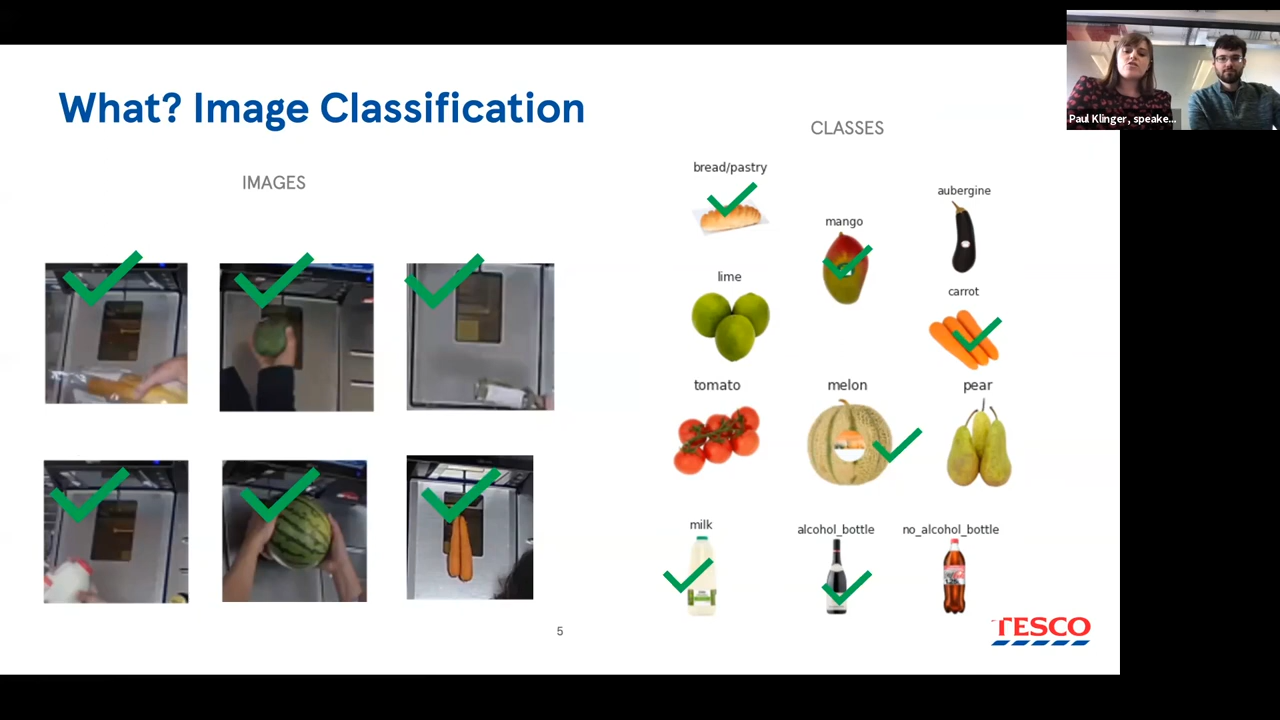 What? Image Classification
IMAGES
CLASSES
bread/pastry
mango
aubergine
lime
carrot
tomato
melon
pear
milk
alcohol_bottle
no_alcohol_bottle
5
TESCO
Paul Klinger, speake...